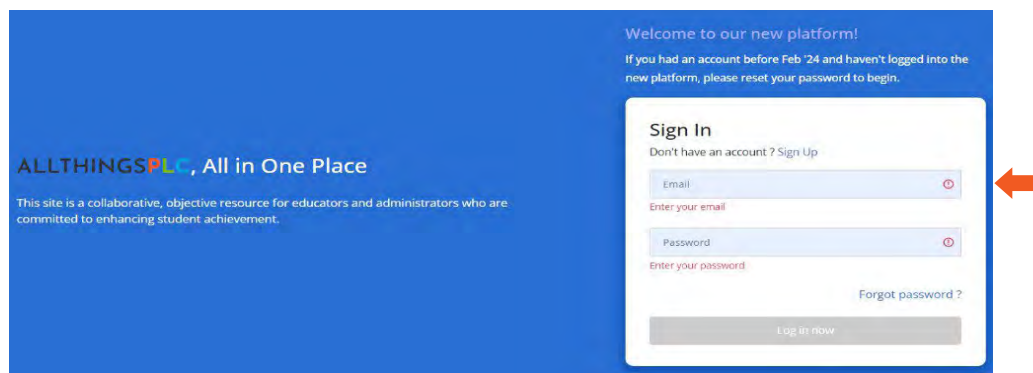 Welcome to our new platform!
If you had an account before Feb '24 and haven't logged into the
new platform, please reset your password to begin.
ALLTHINGSPLC, All in One Place
This site is a collaborative, objective resource for educators and administrators who are
committed to enhancing student achievement.
Sign In
Don't have an account ? Sign Up
Email
Enter your email
Password
Enter your password
Forgot password ?
Log in now